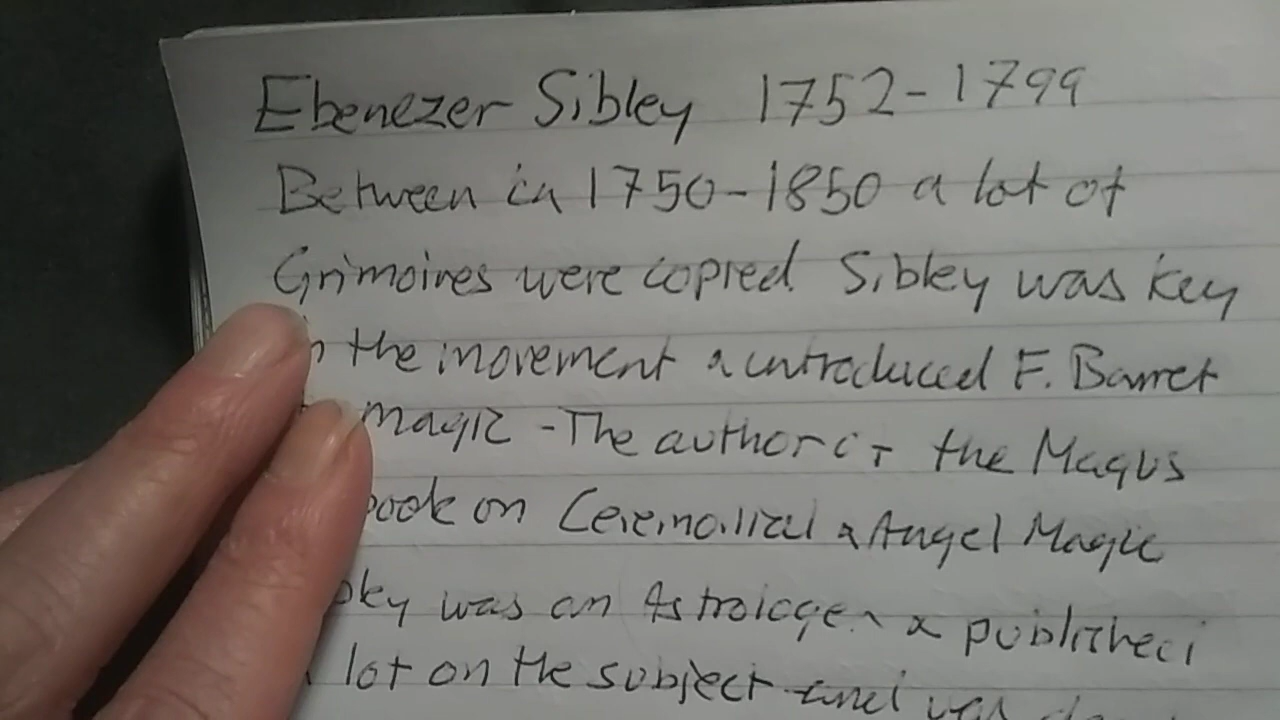 Ebenezer Sibley 1752-1799
Between in 1750-1850 a lot of
Grimoires were copied. Sibley was key
the movement & introduced F. Barret
magic - The author of the Magus
book on Ceremonial & Angel Magic
was an Astrologer & published
lot on the subject and was